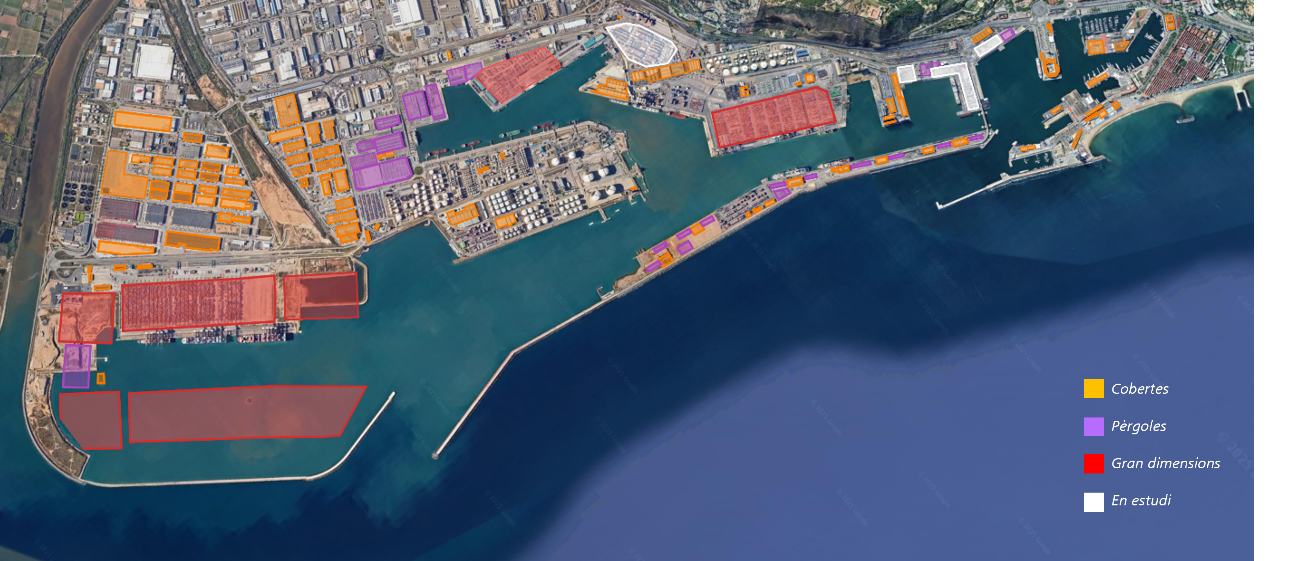 Cobertes
Pèrgoles
Gran dimensions
En estudi